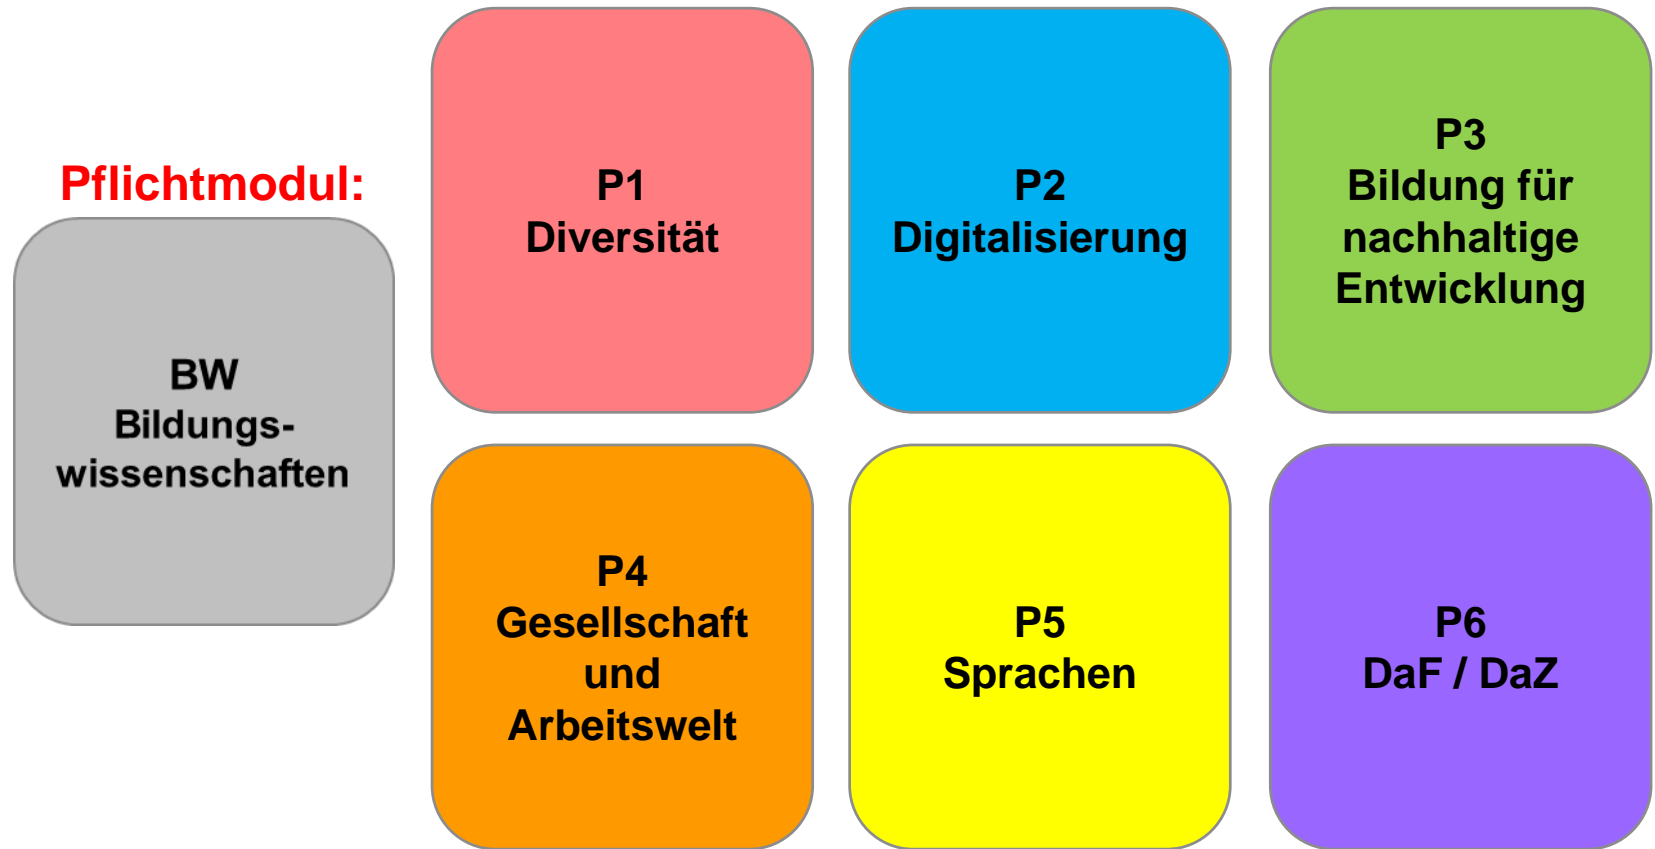 Pflichtmodul:
BW
Bildungs-
wissenschaften
P1
Diversität
P2
Digitalisierung
P3
Bildung für
nachhaltige
Entwicklung
P4
Gesellschaft
und
Arbeitswelt
P5
Sprachen
P6
DaF / DaZ